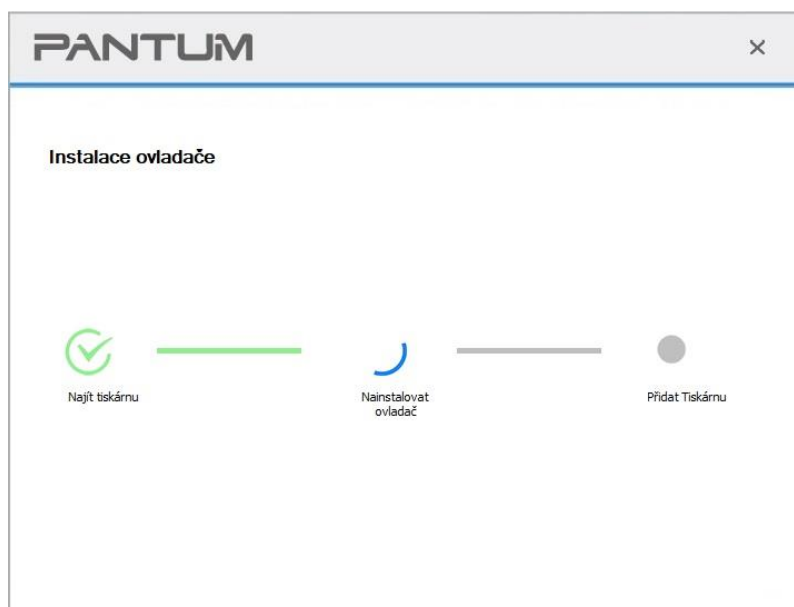 PANTUM
Instalace ovladače
Najít tiskárnu
Nainstalovat
ovladač
Přidat Tiskárnu